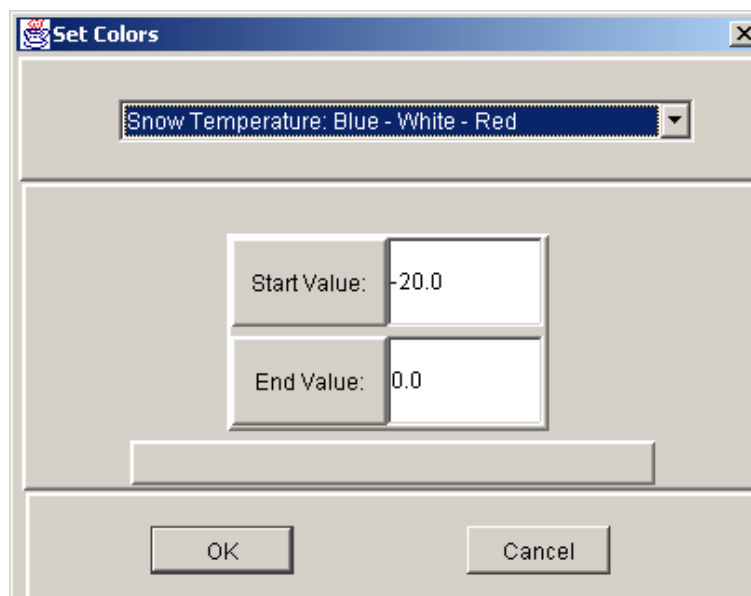 Set Colors
Snow Temperature: Blue - White - Red
Start Value: -20.0
End Value: 0.0
OK Cancel